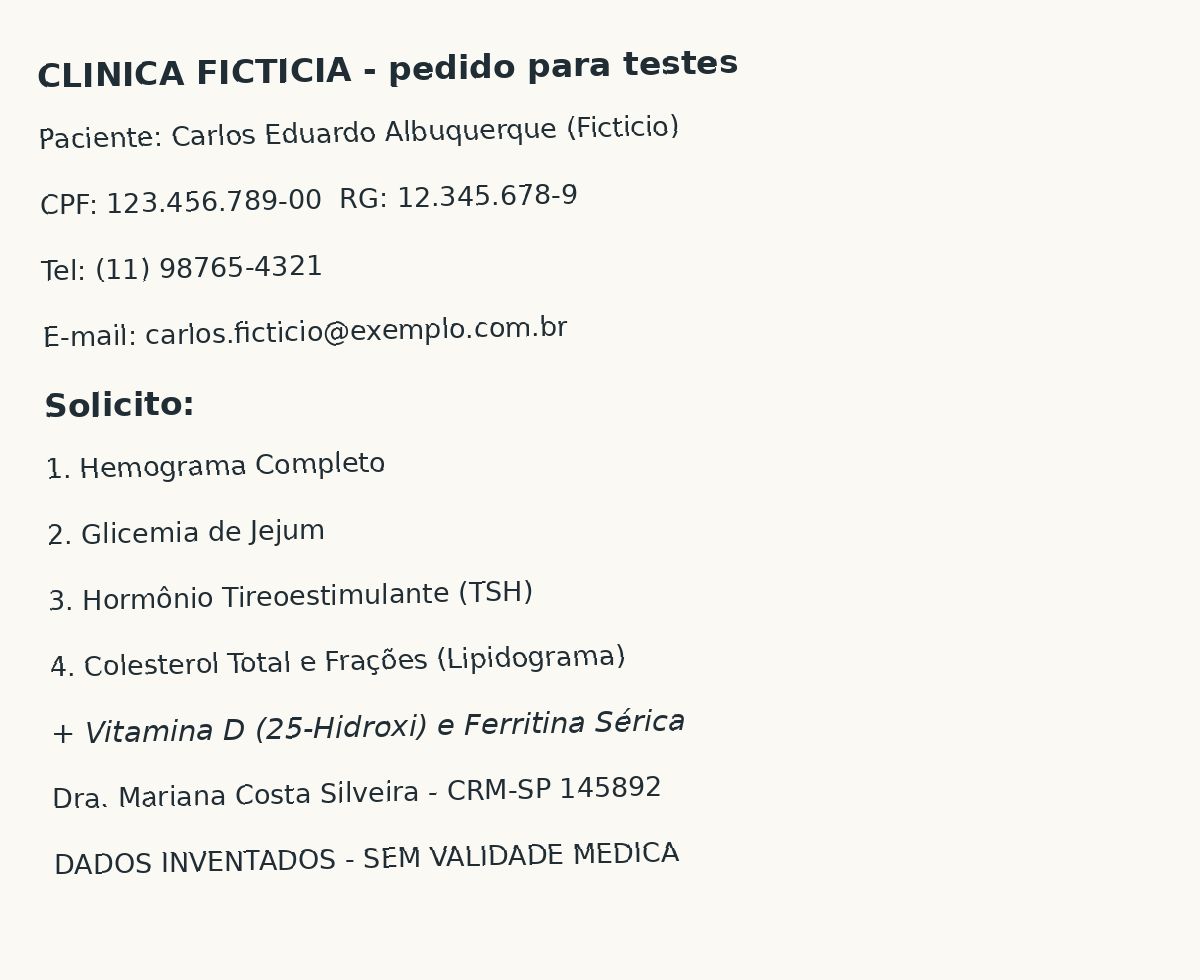 CLINICA FICTICIA - pedido para testes
Paciente: Carlos Eduardo Albuquerque (Ficticio)
CPF: 123.456.789-00  RG: 12.345.678-9
Tel: (11) 98765-4321
E-mail: carlos.ficticio@exemplo.com.br
Solicito:
1. Hemograma Completo
2. Glicemia de Jejum
3. Hormônio Tireoestimulante (TSH)
4. Colesterol Total e Frações (Lipidograma)
+ Vitamina D (25-Hidroxi) e Ferritina Sérica
Dra. Mariana Costa Silveira - CRM-SP 145892
DADOS INVENTADOS - SEM VALIDADE MEDICA